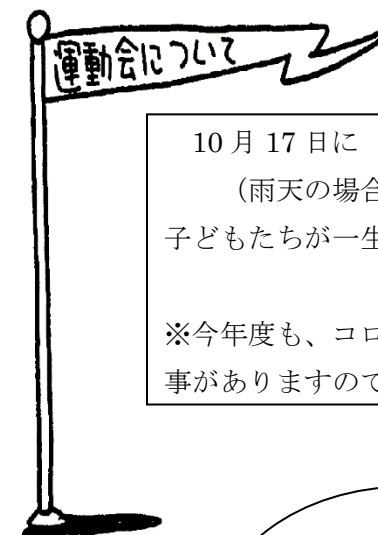 運動会について
10月17日に
（雨天の場合
子どもたちが一生
※今年度も、コロ
事がありますので